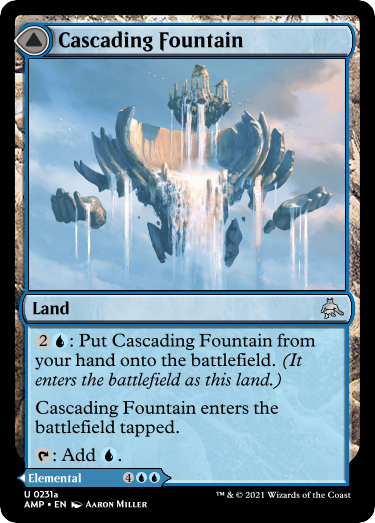 Cascading Fountain
Land
2 : Put Cascading Fountain from
your hand onto the battlefield. (It
enters the battlefield as this land.)
Cascading Fountain enters the
battlefield tapped.
: Add .
Elemental 4
U 0231a
AMP • EN Aaron Miller
™ & © 2021 Wizards of the Coast